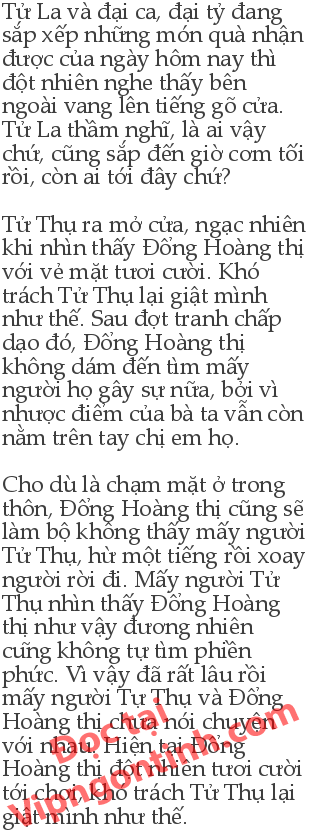 Tử La và đại ca, đại tỷ đang
sắp xếp những món quà nhận
được của ngày hôm nay thì
đột nhiên nghe thấy bên
ngoài vang lên tiếng gõ cửa.
Tử La thầm nghĩ, là ai vậy
chứ, cũng sắp đến giờ cơm tối
rồi, còn ai tới đây chứ?
Tử Thụ ra mở cửa, ngạc nhiên
khi nhìn thấy Đổng Hoàng thị
với vẻ mặt tươi cười. Khó
trách Tử Thụ lại giật mình
như thế. Sau đợt tranh chấp
dạo đó, Đổng Hoàng thị
không dám đến tìm mấy
người họ gây sự nữa, bởi vì
nhược điểm của bà ta vẫn còn
nằm trên tay chị em họ.
Cho dù là chạm mặt ở trong
thôn, Đổng Hoàng thị cũng sẽ
làm bộ không thấy mấy người
Tử Thụ, hừ một tiếng rồi xoay
người rời đi. Mấy người Tử
Thụ nhìn thấy Đổng Hoàng
thị như vậy đương nhiên
cũng không tự tìm phiền
phức. Vì vậy đã rất lâu rồi
mấy người Tử Thụ và Đổng
Hoàng thị chưa nói chuyện
với nhau. Hiện tại Đổng
Hoàng thị đột nhiên tươi cười
tới chơi, khó trách Tử Thụ lại
giật mình như thế.
Đọc tại
Vipngontinh.com